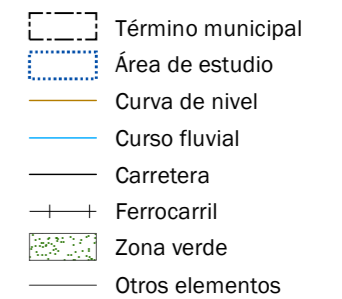 Término municipal
Área de estudio
Curva de nivel
Curso fluvial
Carretera
Ferrocarril
Zona verde
Otros elementos